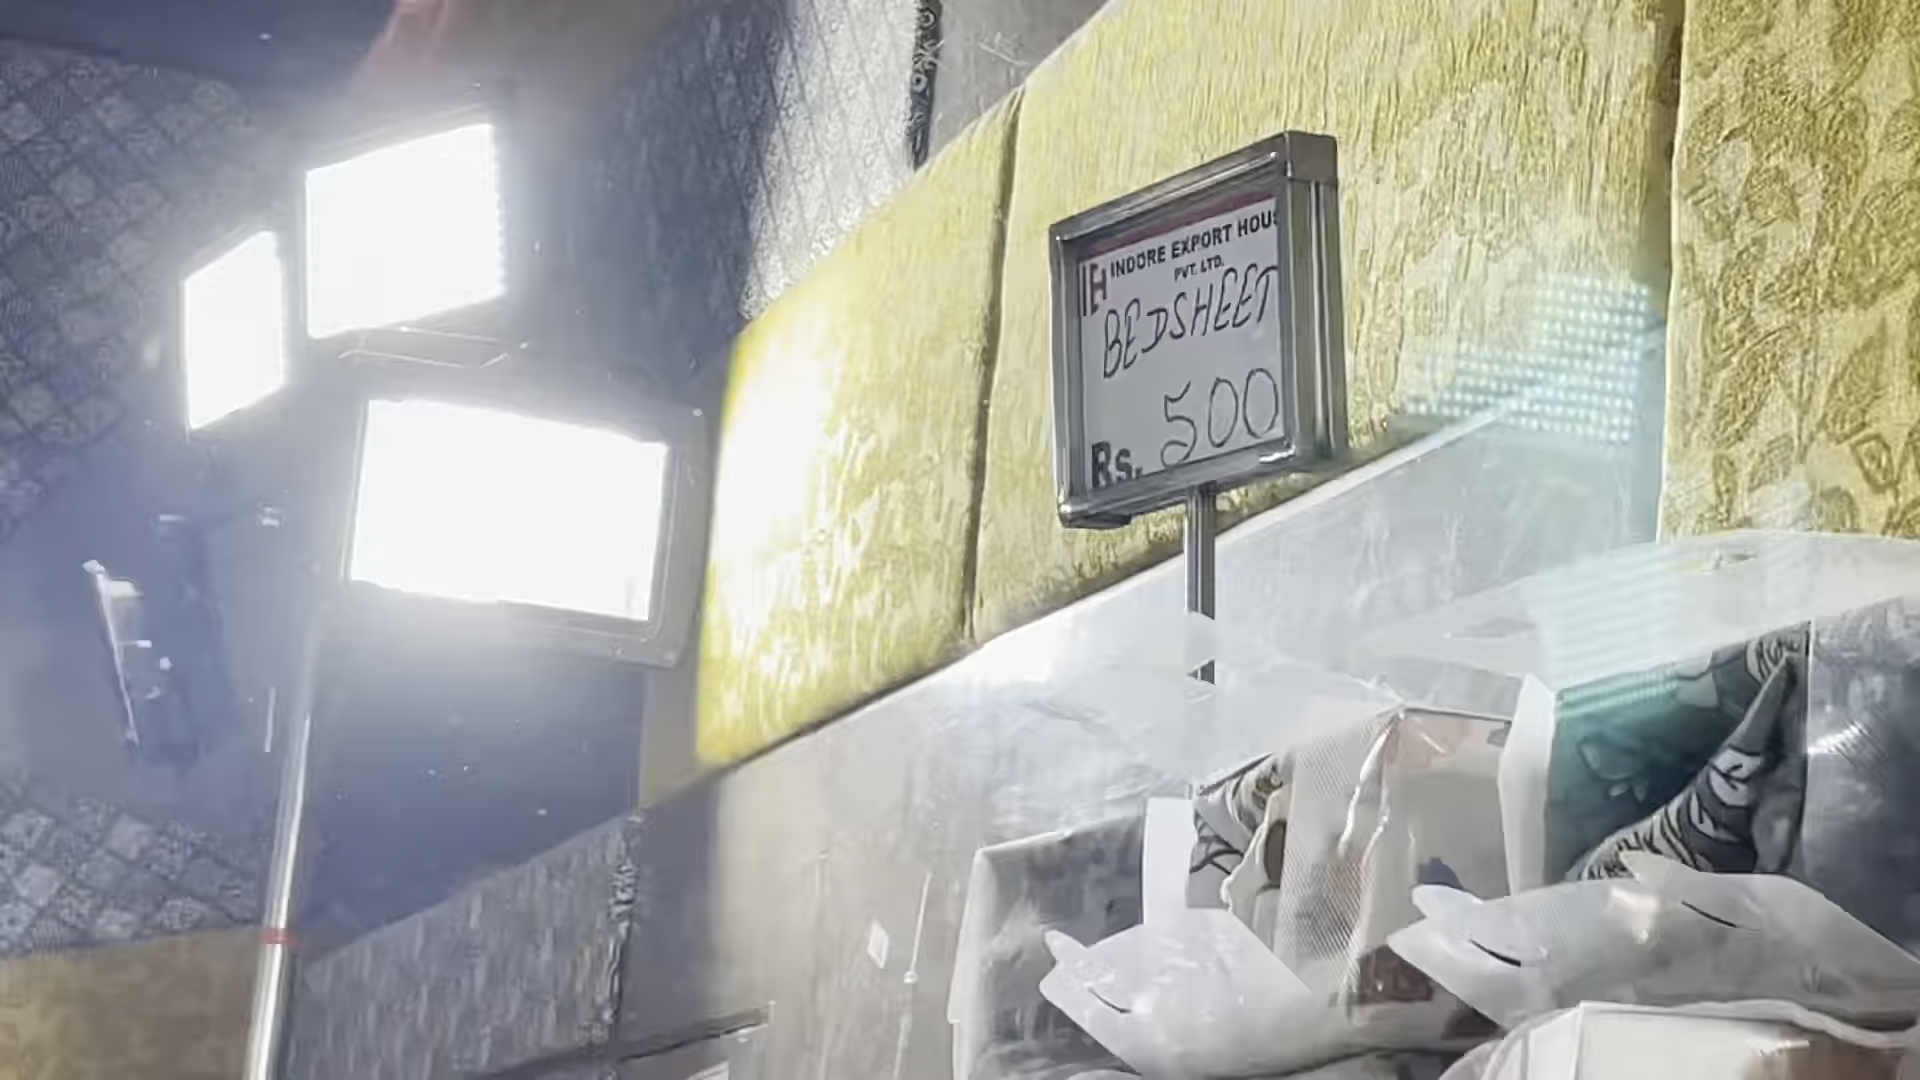 IEH INDORE EXPORT HOUS
PVT. LTD.
BEDSHEET
Rs. 500